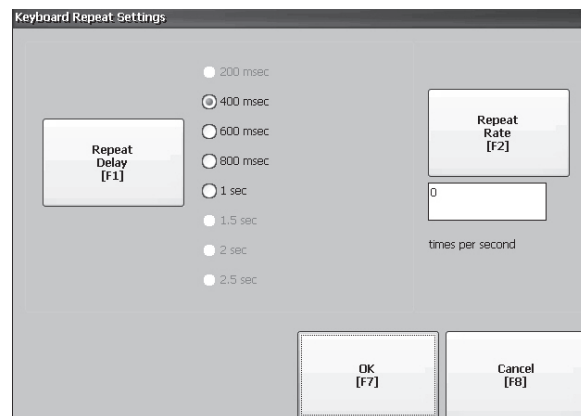 Keyboard Repeat Settings
200 msec
400 msec
600 msec
800 msec
1 sec
1.5 sec
2 sec
2.5 sec
Repeat
Delay
[F1]
Repeat
Rate
[F2]
0
times per second
OK
[F7]
Cancel
[F8]